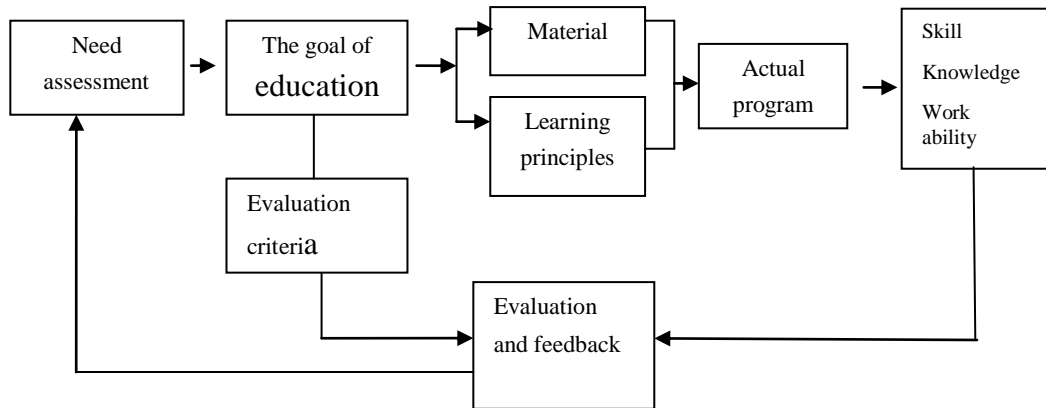 Need
assessment
The goal of
education
Material
Learning
principles
Actual
program
Skill
Knowledge
Work
ability
Evaluation
criteria
Evaluation
and feedback